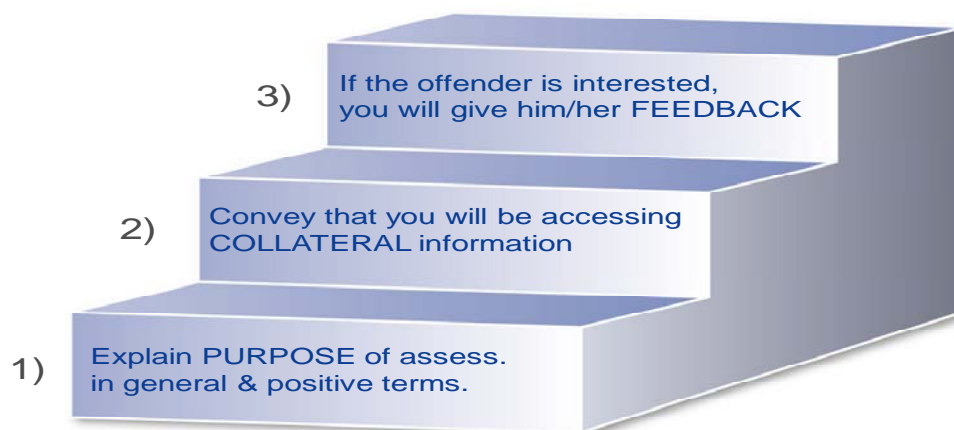 3)
If the offender is interested,
you will give him/her FEEDBACK
2)
Convey that you will be accessing
COLLATERAL information
1)
Explain PURPOSE of assess.
in general & positive terms.